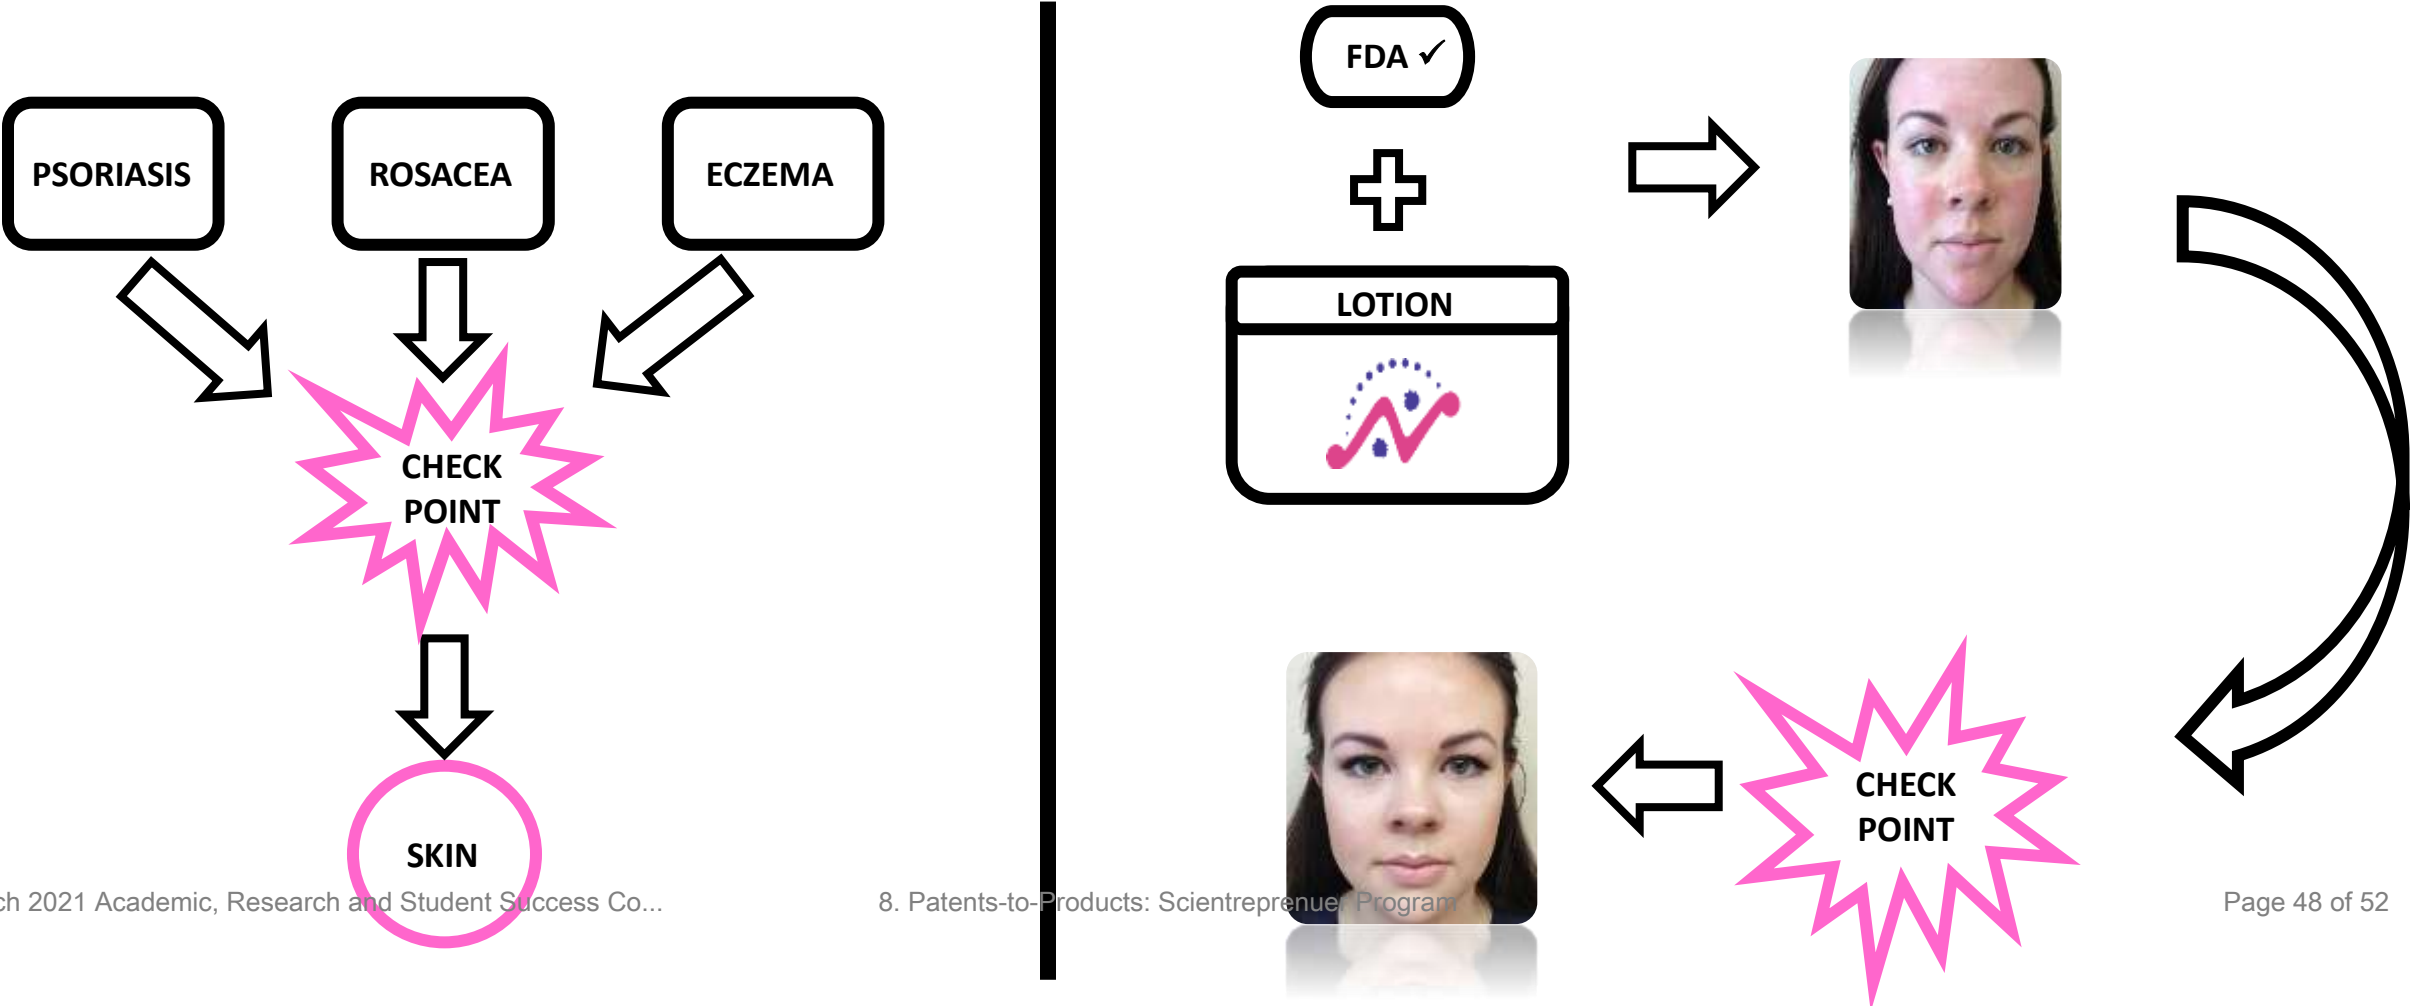 PSORIASIS
ROSACEA
ECZEMA
CHECK
POINT
SKIN
FDA ✓
LOTION
CHECK
POINT
ch 2021 Academic, Research and Student Success Co...
8. Patents-to-Products: Scientreprenuer Program
Page 48 of 52